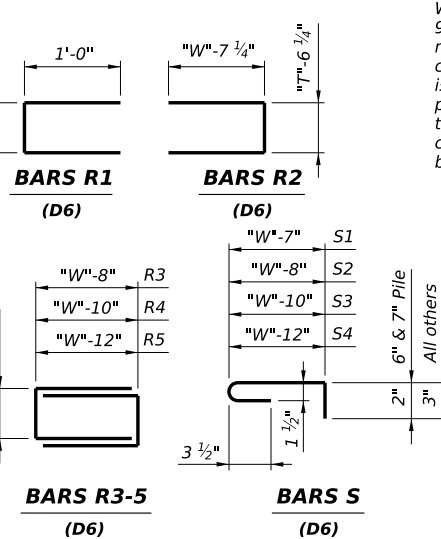 1'-0"
"W"-7 1/4"
"T"-6 1/4"
BARS R1
(D6)
BARS R2
(D6)
"W"-8" R3
"W"-10" R4
"W"-12" R5
BARS R3-5
(D6)
"W"-7" S1
"W"-8" S2
"W"-10" S3
"W"-12" S4
3 1/2"
1 1/2"
2"
6" & 7" Pile
3"
All others
BARS S
(D6)